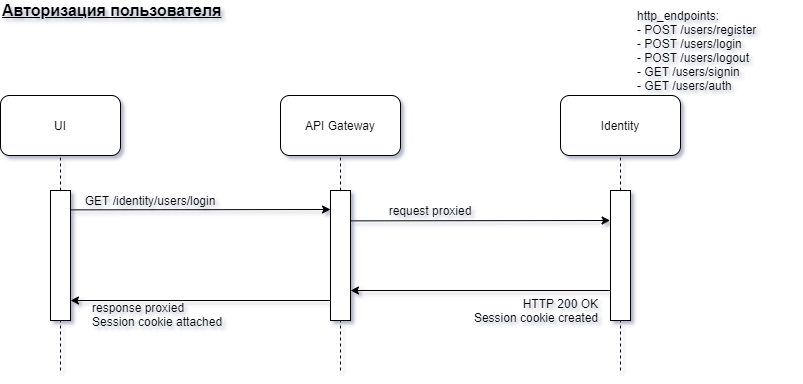 Авторизация пользователя
http_endpoints:
- POST /users/register
- POST /users/login
- POST /users/logout
- GET /users/signin
- GET /users/auth
UI
API Gateway
Identity
GET /identity/users/login
request proxied
HTTP 200 OK
Session cookie created
response proxied
Session cookie attached